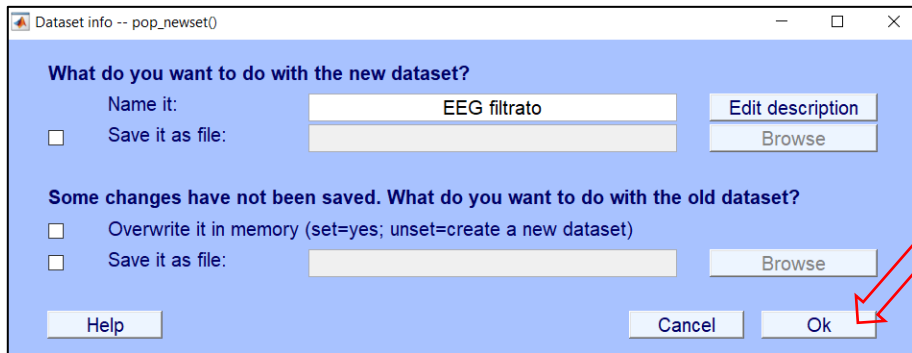 Dataset info -- pop_newset()
What do you want to do with the new dataset?
Name it: EEG filtrato Edit description
Save it as file: Browse
Some changes have not been saved. What do you want to do with the old dataset?
Overwrite it in memory (set=yes; unset=create a new dataset)
Save it as file: Browse
Help Cancel Ok